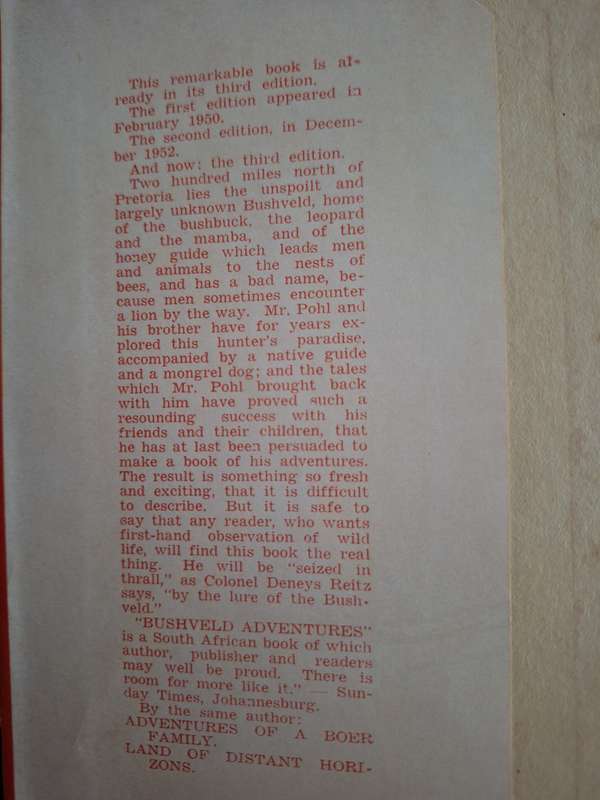 This remarkable book is al-
ready in its third edition.
The first edition appeared in
February 1950.
The second edition, in Decem-
ber 1952.
And now: the third edition.
Two hundred miles north of
Pretoria lies the unspoilt and
largely unknown Bushveld, home
of the bushbuck, the leopard
and the mamba, and of the
honey guide which leads men
and animals to the nests of
bees, and has a bad name, be-
cause men sometimes encounter
a lion by the way. Mr. Pohl and
his brother have for years ex-
plored this hunter's paradise,
accompanied by a native guide
and a mongrel dog; and the tales
which Mr. Pohl brought back
with him have proved such a
resounding success with his
friends and their children, that
he has at last been persuaded to
make a book of his adventures.
The result is something so fresh
and exciting, that it is difficult
to describe. But it is safe to
say that any reader, who wants
first-hand observation of wild
life, will find this book the real
thing. He will be "seized in
thrall," as Colonel Deneys Reitz
says, "by the lure of the Bush-
veld."
"BUSHVELD ADVENTURES"
is a South African book of which
author, publisher and readers
may well be proud. There is
room for more like it." — Sun-
day Times, Johannesburg.
By the same author:
ADVENTURES OF A BOER
FAMILY.
LAND OF DISTANT HORI-
ZONS.